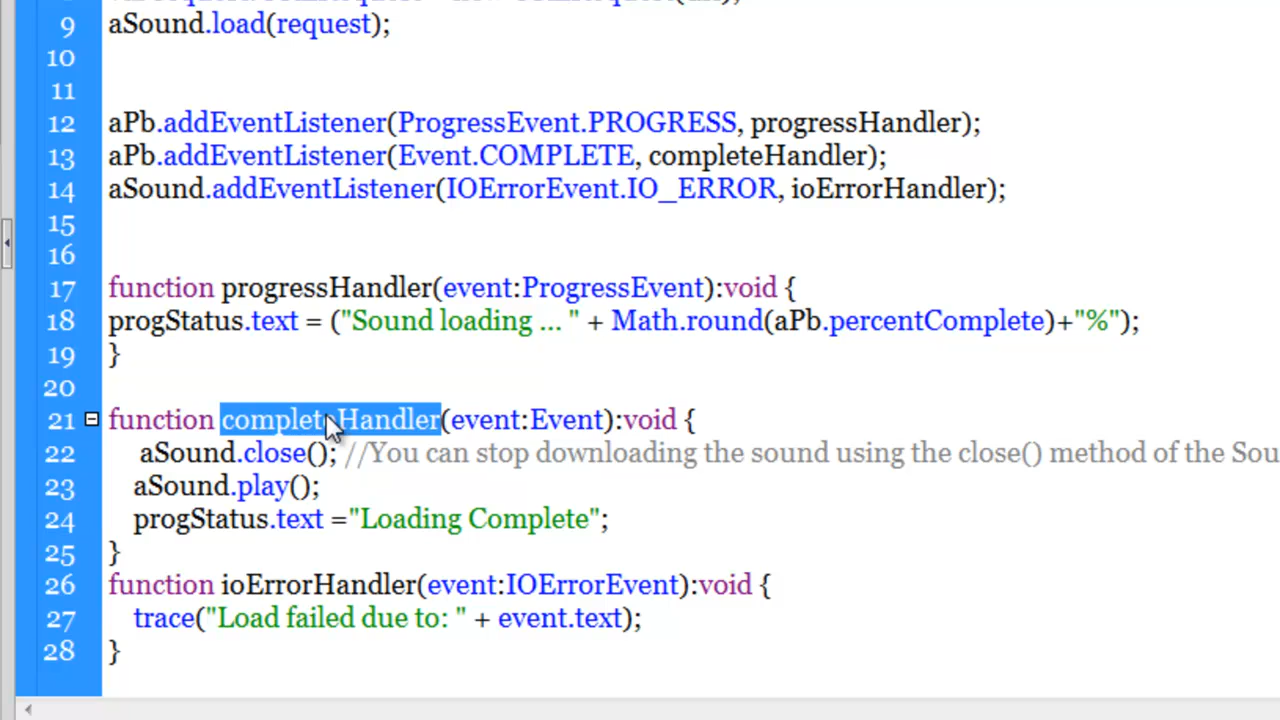 9 aSound.load(request);
10
11
12 aPb.addEventListener(ProgressEvent.PROGRESS, progressHandler);
13 aPb.addEventListener(Event.COMPLETE, completeHandler);
14 aSound.addEventListener(IOErrorEvent.IO_ERROR, ioErrorHandler);
15
16
17 function progressHandler(event:ProgressEvent):void {
18 progStatus.text = ("Sound loading ... " + Math.round(aPb.percentComplete)+"%");
19 }
20
21 function completeHandler(event:Event):void {
22 aSound.close(); //You can stop downloading the sound using the close() method of the Sou
23 aSound.play();
24 progStatus.text ="Loading Complete";
25 }
26 function ioErrorHandler(event:IOErrorEvent):void {
27 trace("Load failed due to: " + event.text);
28 }